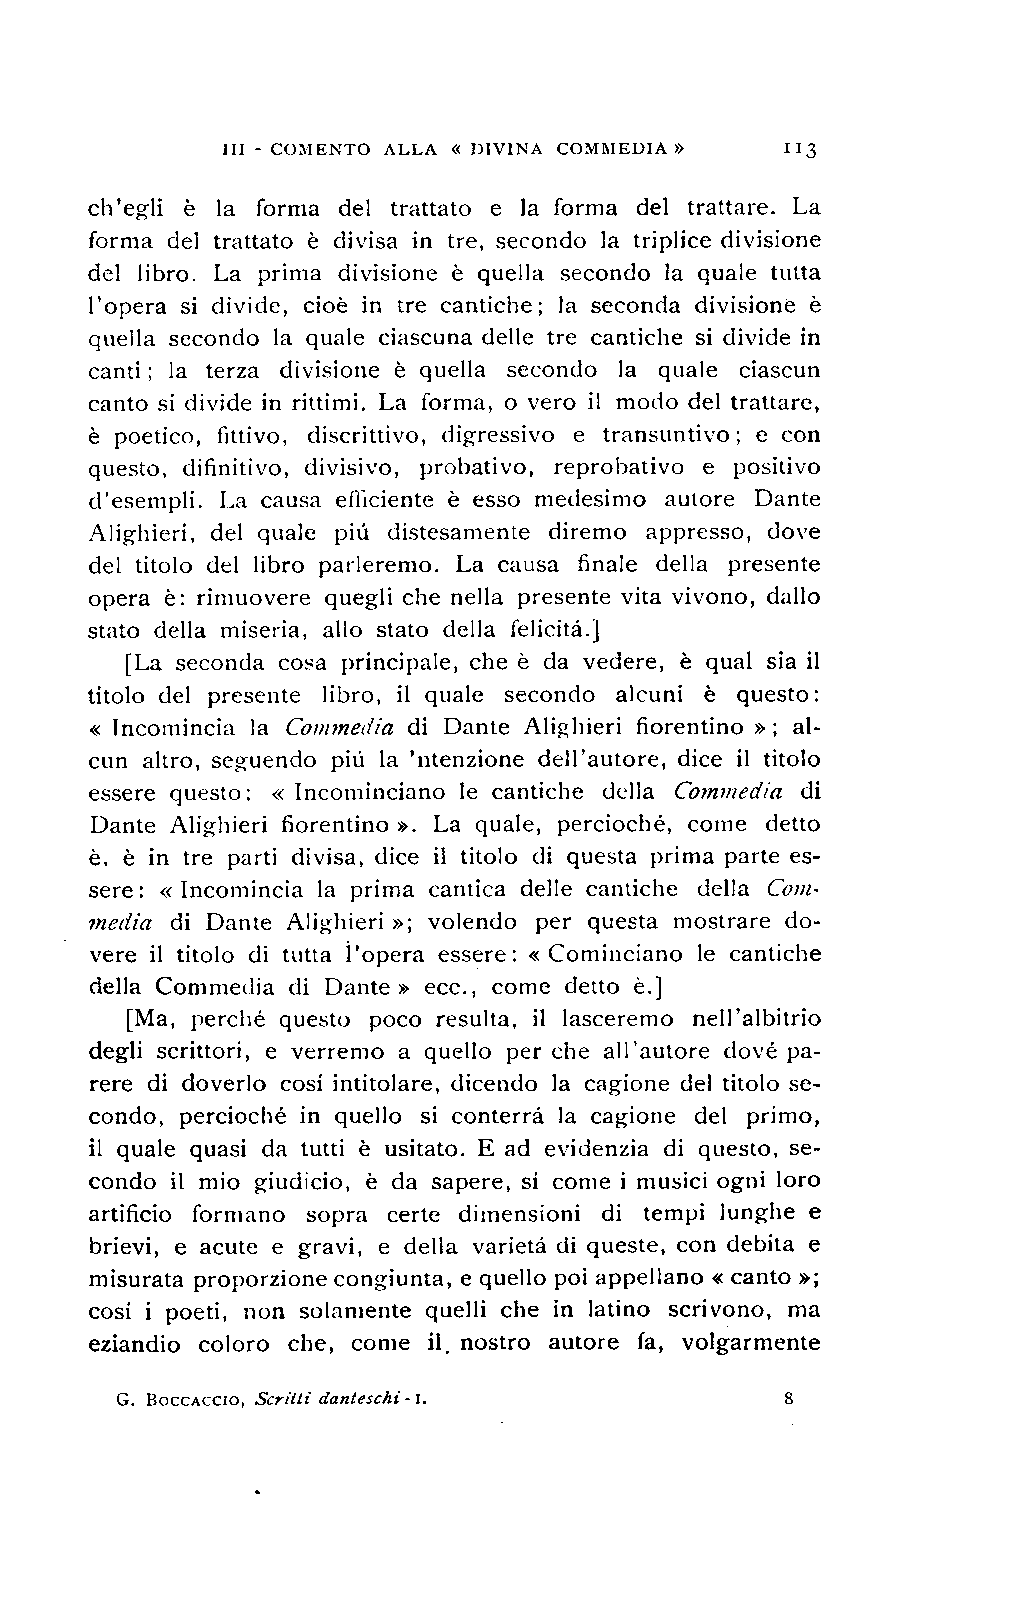 III - COMENTO ALLA « DIVINA COMMEDIA » 113
ch'egli è la forma del trattato e la forma del trattare. La
forma del trattato è divisa in tre, secondo la triplice divisione
del libro. La prima divisione è quella secondo la quale tutta
l'opera si divide, cioè in tre cantiche; la seconda divisione è
quella secondo la quale ciascuna delle tre cantiche si divide in
canti; la terza divisione è quella secondo la quale ciascun
canto si divide in rittimi. La forma, o vero il modo del trattare,
è poetico, fittivo, discrittivo, digressivo e transuntivo; e con
questo, difinitivo, divisivo, probativo, reprobativo e positivo
d'esempli. La causa efficiente è esso medesimo autore Dante
Alighieri, del quale piú distesamente diremo appresso, dove
del titolo del libro parleremo. La causa finale della presente
opera è: rimuovere quegli che nella presente vita vivono, dallo
stato della miseria, allo stato della felicitá.]
[La seconda cosa principale, che è da vedere, è qual sia il
titolo del presente libro, il quale secondo alcuni è questo:
« Incomincia la Commedia di Dante Alighieri fiorentino »; al-
cun altro, seguendo piú la 'ntenzione dell'autore, dice il titolo
essere questo: « Incominciano le cantiche della Commedia di
Dante Alighieri fiorentino ». La quale, percioché, come detto
è, è in tre parti divisa, dice il titolo di questa prima parte es-
sere: « Incomincia la prima cantica delle cantiche della Com-
media di Dante Alighieri »; volendo per questa mostrare do-
vere il titolo di tutta l'opera essere: « Cominciano le cantiche
della Commedia di Dante » ecc., come detto è.]
[Ma, perché questo poco resulta, il lasceremo nell'albitrio
degli scrittori, e verremo a quello per che all'autore dové pa-
rere di doverlo cosí intitolare, dicendo la cagione del titolo se-
condo, percioché in quello si conterrá la cagione del primo,
il quale quasi da tutti è usitato. E ad evidenzia di questo, se-
condo il mio giudicio, è da sapere, sí come i musici ogni loro
artificio formano sopra certe dimensioni di tempi lunghe e
brievi, e acute e gravi, e della varietá di queste, con debita e
misurata proporzione congiunta, e quello poi appellano « canto »;
cosí i poeti, non solamente quelli che in latino scrivono, ma
eziandio coloro che, come il nostro autore fa, volgarmente
G. BOCCACCIO, Scritti danteschi - I. 8